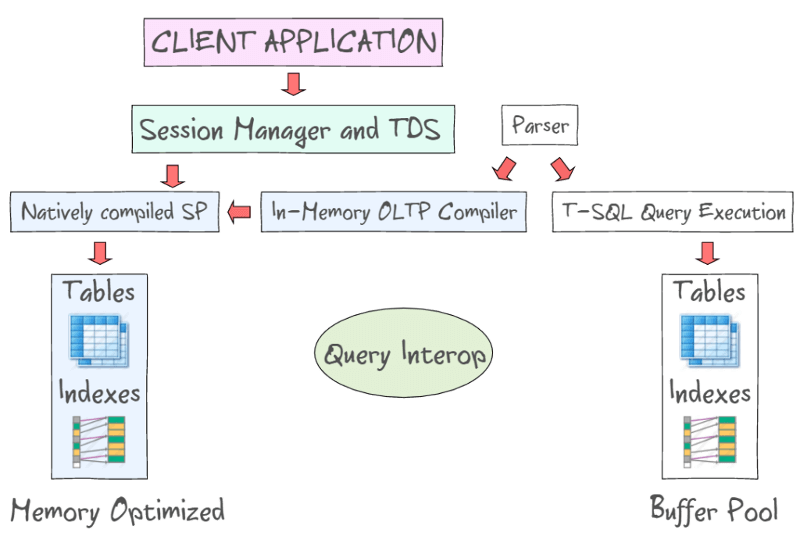 CLIENT APPLICATION
Session Manager and TDS
Parser
Natively compiled SP
In-Memory OLTP Compiler
T-SQL Query Execution
Tables
Indexes
Query Interop
Tables
Indexes
Memory Optimized
Buffer Pool